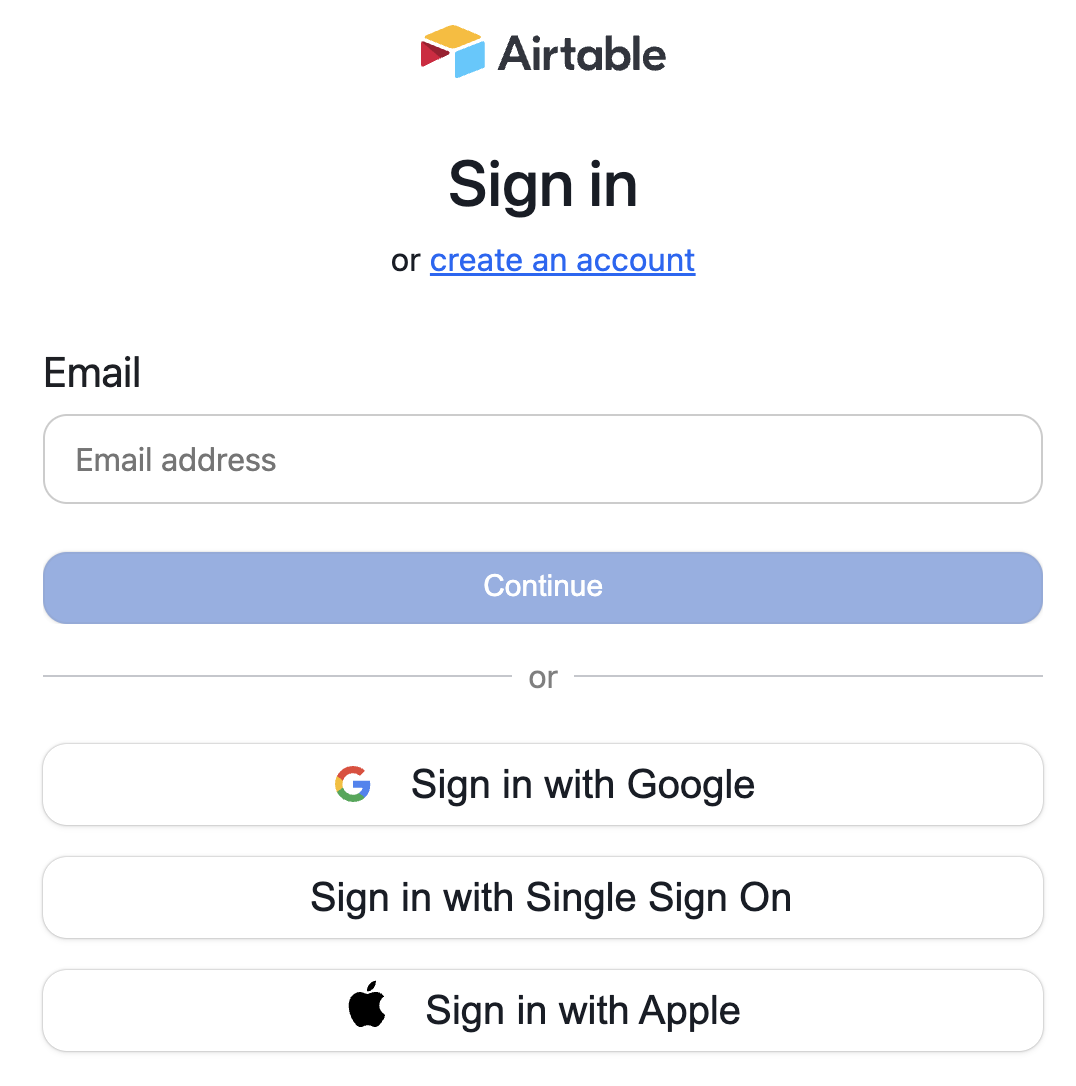 Airtable
Sign in
or create an account
Email
Email address
Continue
or
Sign in with Google
Sign in with Single Sign On
Sign in with Apple